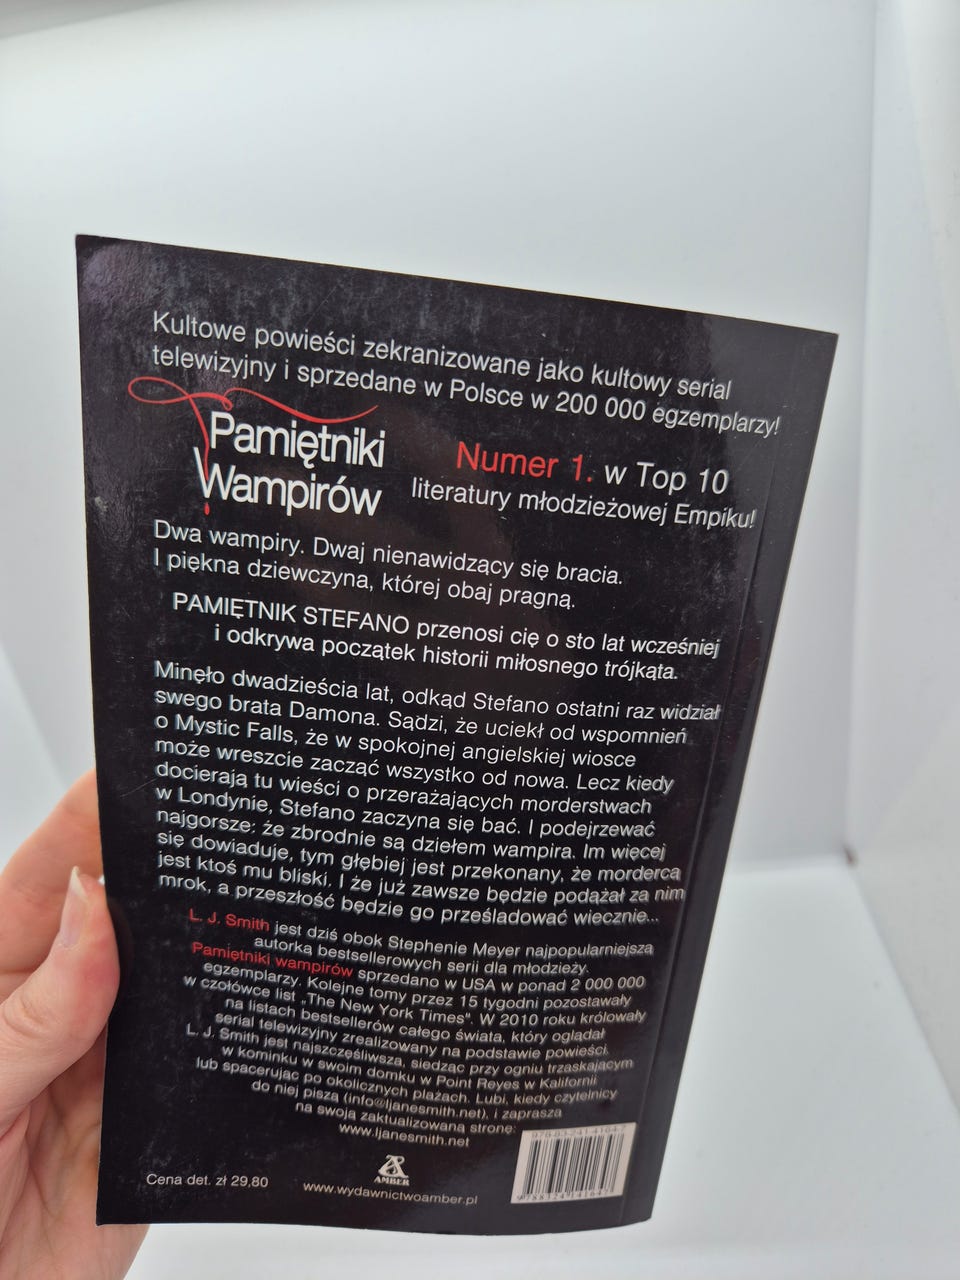 Kultowe powieści zekranizowane jako kultowy serial
telewizyjny i sprzedane w Polsce w 200 000 egzemplarzy!
Pamiętniki
Wampirów
Numer 1. w Top 10
literatury młodzieżowej Empiku!
Dwa wampiry. Dwaj nienawidzący się bracia.
I piękna dziewczyna, której obaj pragną.
PAMIĘTNIK STEFANO przenosi cię o sto lat wcześniej
i odkrywa początek historii miłosnego trójkąta.
Minęło dwadzieścia lat, odkąd Stefano ostatni raz widział
swego brata Damona. Sądzi, że uciekł od wspomnień
o Mystic Falls, że w spokojnej angielskiej wiosce
może wreszcie zacząć wszystko od nowa. Lecz kiedy
docierają tu wieści o przerażających morderstwach
w Londynie, Stefano zaczyna się bać. I podejrzewać
najgorsze: że zbrodnie są dziełem wampira. Im więcej
się dowiaduje, tym głębiej jest przekonany, że morderca
jest ktoś mu bliski. I że już zawsze będzie podążał za nim
mrok, a przeszłość będzie go prześladować wiecznie...
L. J. Smith jest dziś obok Stephenie Meyer najpopularniejsza
autorką bestsellerowych serii dla młodzieży.
Pamiętniki wampirów sprzedano w USA w ponad 2 000 000
egzemplarzy. Kolejne tomy przez 15 tygodni pozostawały
w czołówce list „The New York Times". W 2010 roku królowały
na listach bestsellerów całego świata, który oglądał
serial telewizyjny zrealizowany na podstawie powieści.
L. J. Smith jest najszczęśliwsza, siedząc przy ogniu trzaskającym
w kominku w swoim domku w Point Reyes w Kalifornii
lub spacerując po okolicznych plażach. Lubi, kiedy czytelnicy
do niej piszą (info@ljanesmith.net), i zaprasza
na swoją zaktualizowaną stronę:
www.ljanesmith.net
Cena det. zł 29,80
AMBER
www.wydawnictwoamber.pl
978-83-241-4164-7